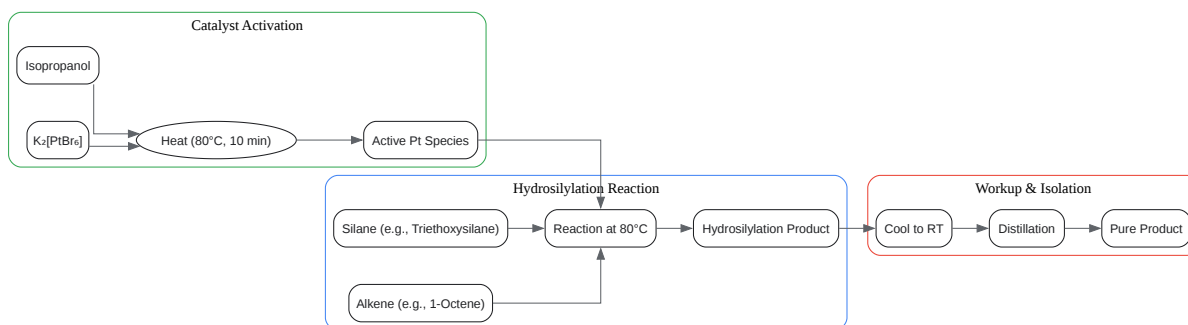 Catalyst Activation
Isopropanol
K₂[PtBr₆]
Heat (80°C, 10 min)
Active Pt Species
Hydrosilylation Reaction
Silane (e.g., Triethoxysilane)
Reaction at 80°C
Hydrosilylation Product
Alkene (e.g., 1-Octene)
Workup & Isolation
Cool to RT
Distillation
Pure Product